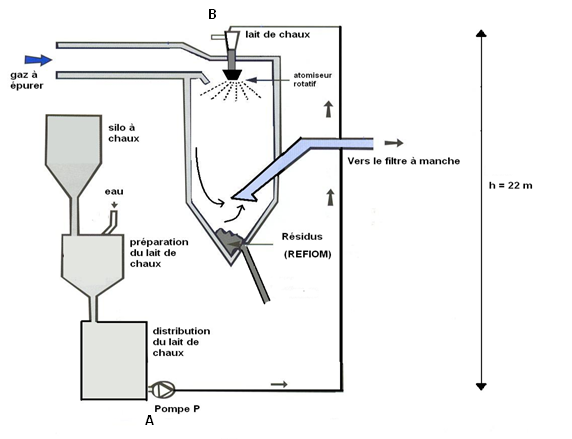 B
lait de chaux
gaz à
épurer
atomiseur
rotatif
silo à
chaux
Vers le filtre à manche
h = 22 m
eau
préparation
du lait de
chaux
Résidus
(REFIOM)
distribution
du lait de
chaux
Pompe P
A